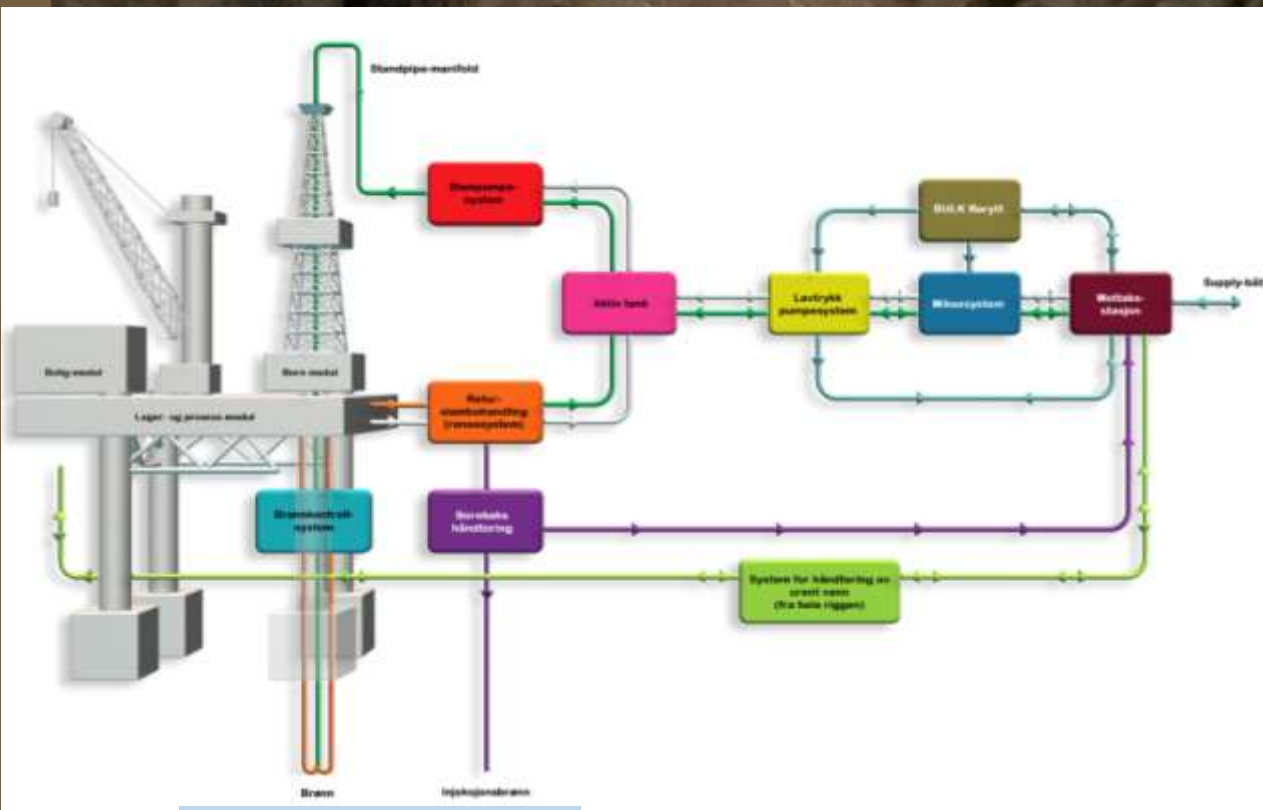 Standpipe-manifold
Slampumpe-
system
BULK Barytt
Supply-båt
Aktiv tank
Lavtrykk
pumpesystem
Miksesystem
Mottaks-
stasjon
Bolig modul
Bore modul
Lager- og prosess modul
Retur-
slambehandling
(rensesystem)
Brønnkontroll-
system
Borekaks
håndtering
System for håndtering av
urent vann
(fra hele riggen)
Brønn
Injeksjonsbrønn